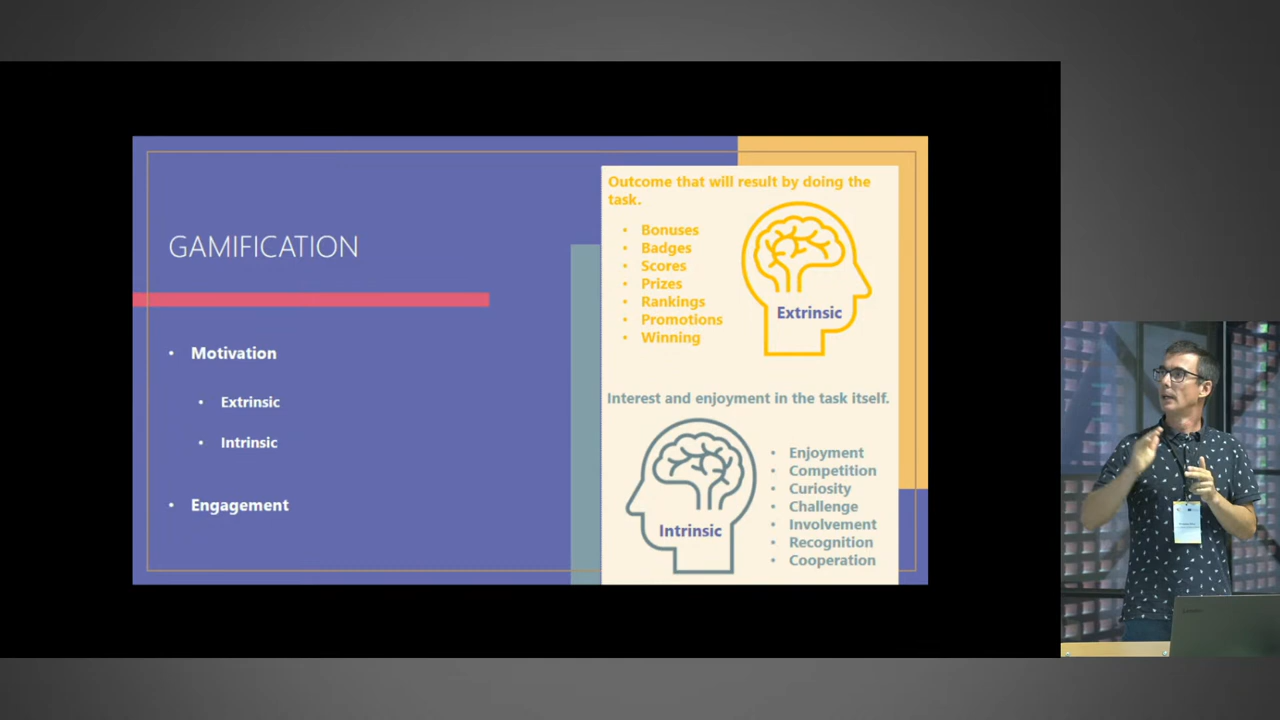 GAMIFICATION
• Motivation
• Extrinsic
• Intrinsic
• Engagement
Outcome that will result by doing the
task.
• Bonuses
• Badges
• Scores
• Prizes
• Rankings
• Promotions
• Winning
Extrinsic
Interest and enjoyment in the task itself.
Intrinsic
• Enjoyment
• Competition
• Curiosity
• Challenge
• Involvement
• Recognition
• Cooperation
Lenovo